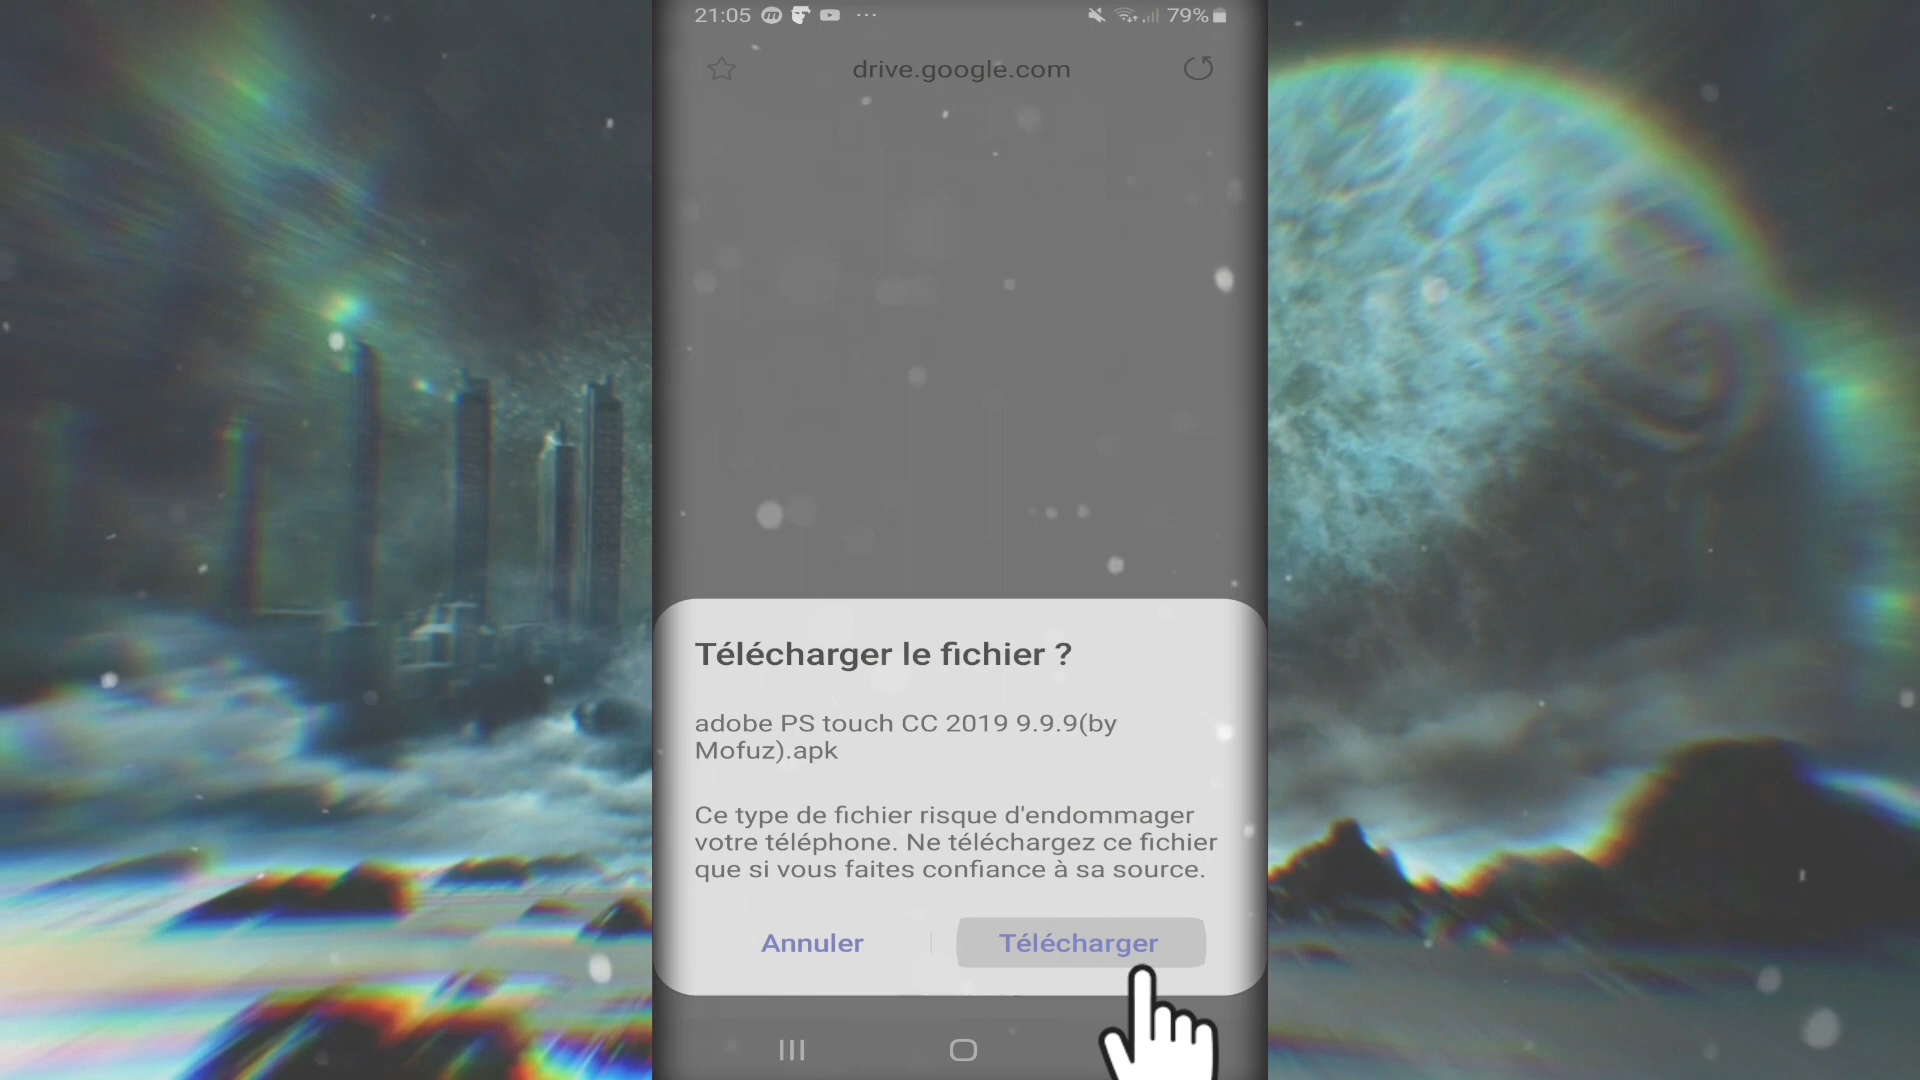 21:05 79%
drive.google.com
Télécharger le fichier ?
adobe PS touch CC 2019 9.9.9(by
Mofuz).apk
Ce type de fichier risque d'endommager
votre téléphone. Ne téléchargez ce fichier
que si vous faites confiance à sa source.
Annuler Télécharger